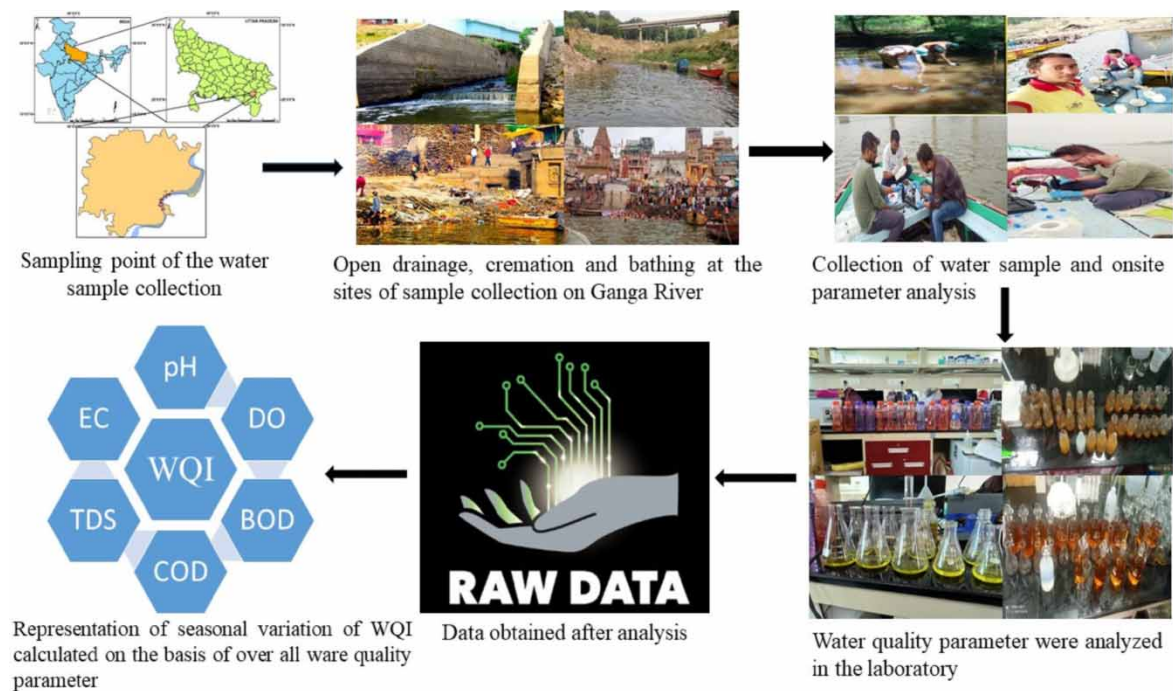 INDIA
UTTAR PRADESH
Sampling point of the water
sample collection
Open drainage, cremation and bathing at the
sites of sample collection on Ganga River
Collection of water sample and onsite
parameter analysis
Water quality parameter were analyzed
in the laboratory
RAW DATA
Data obtained after analysis
pH
EC
DO
WQI
TDS
BOD
COD
Representation of seasonal variation of WQI
calculated on the basis of over all ware quality
parameter